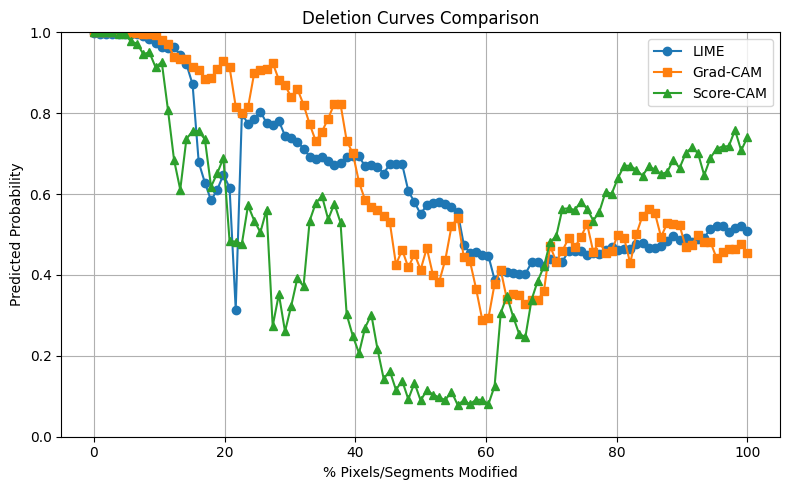 Deletion Curves Comparison
LIME
Grad-CAM
Score-CAM
Predicted Probability
1.0
0.8
0.6
0.4
0.2
0.0
0 20 40 60 80 100
% Pixels/Segments Modified